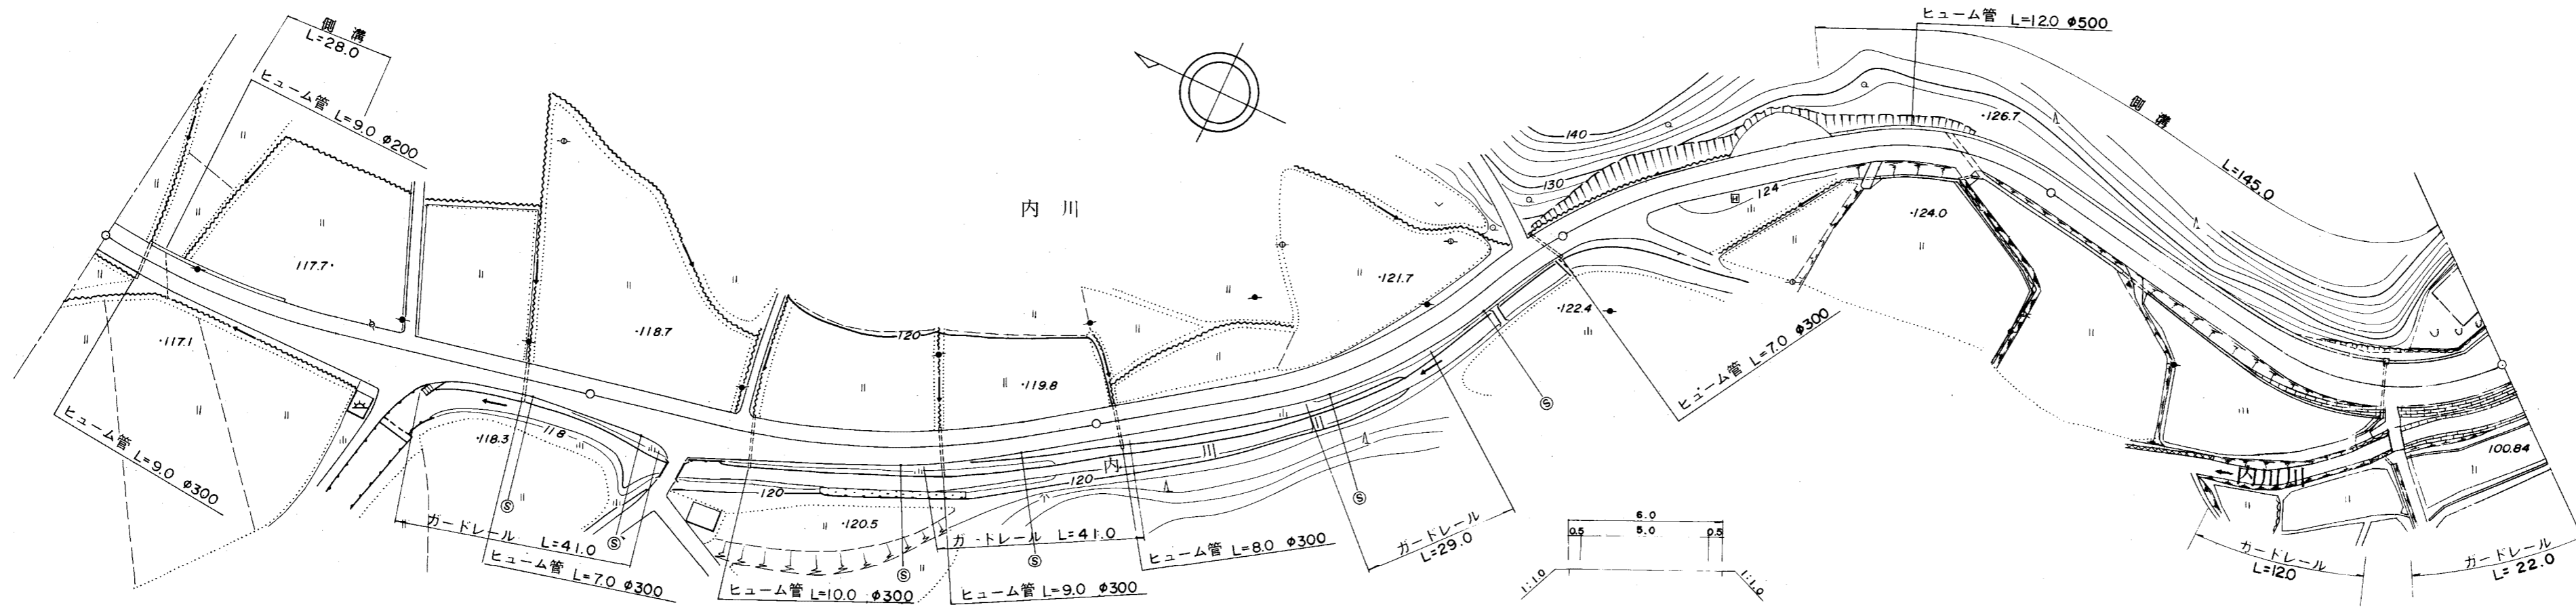 側溝
L=28.0
ヒューム管 L=9.0 φ200
ヒューム管 L=12.0 φ500
側溝
L=145.0
140
130
・126.7
124
・124.0
内川
117.7・
・117.1
・118.7
120
・119.8
・121.7
・122.4
・118.3
118
120
・120.5
120
内川
内川川
100.84
ヒューム管 L=9.0 φ300
ガードレール L=41.0
ヒューム管 L=7.0 φ300
ヒューム管 L=10.0 φ300
ガードレール L=41.0
ヒューム管 L=9.0 φ300
ヒューム管 L=8.0 φ300
ガードレール
L=29.0
ヒューム管 L=7.0 φ300
Ⓢ
Ⓢ
Ⓢ
Ⓢ
Ⓢ
Ⓢ
H
6.0
0.5 5.0 0.5
1:1.0 1:1.0
ガードレール
L=12.0
ガードレール
L=22.0